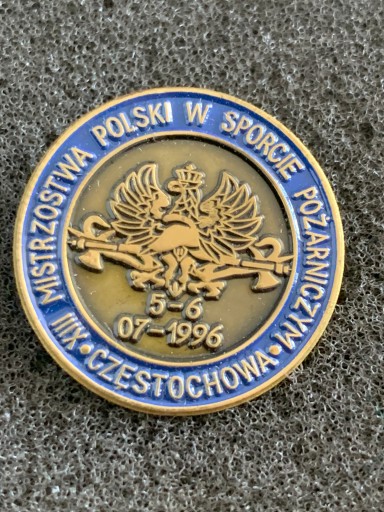 XIII MISTRZOSTWA POLSKI W SPORCIE POŻARNICZYM
• CZĘSTOCHOWA •
5-6
07-1996